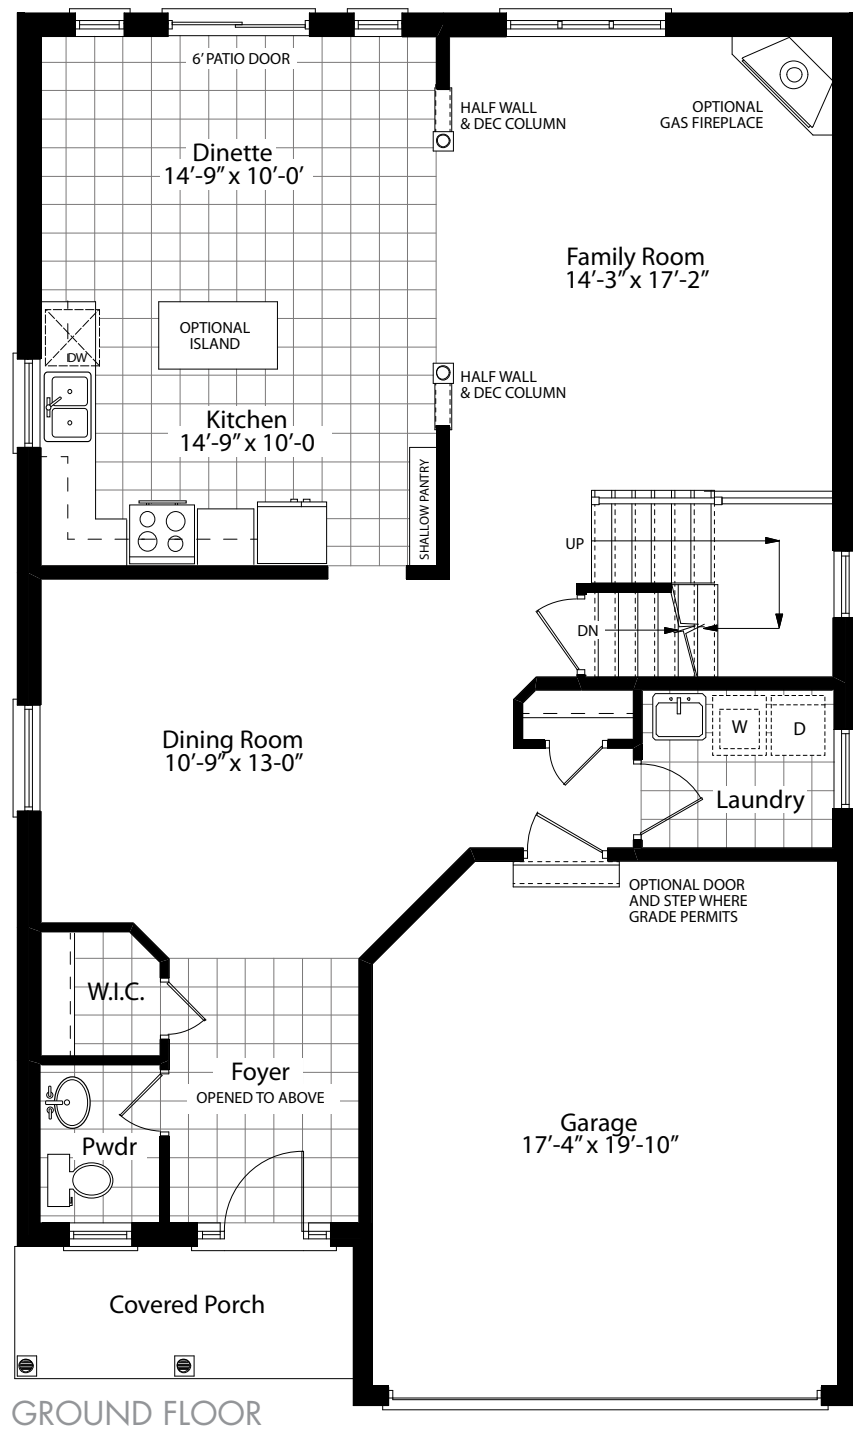 6' PATIO DOOR
HALF WALL
& DEC COLUMN
OPTIONAL
GAS FIREPLACE
Dinette
14'-9" x 10'-0'
Family Room
14'-3" x 17'-2"
OPTIONAL
ISLAND
DW
HALF WALL
& DEC COLUMN
Kitchen
14'-9" x 10'-0
SHALLOW PANTRY
UP
DN
Dining Room
10'-9" x 13-0"
W
D
Laundry
OPTIONAL DOOR
AND STEP WHERE
GRADE PERMITS
W.I.C.
Foyer
OPENED TO ABOVE
Pwdr
Garage
17'-4" x 19'-10"
Covered Porch
GROUND FLOOR